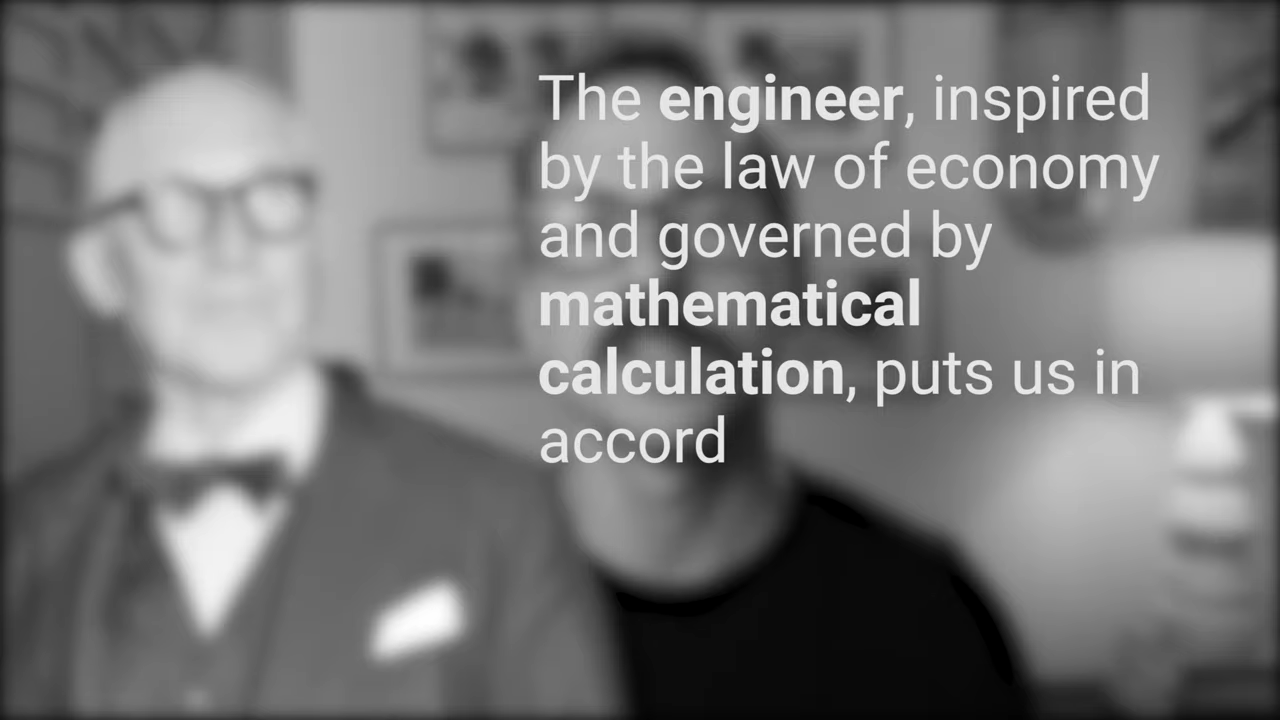 The engineer, inspired
by the law of economy
and governed by
mathematical
calculation, puts us in
accord